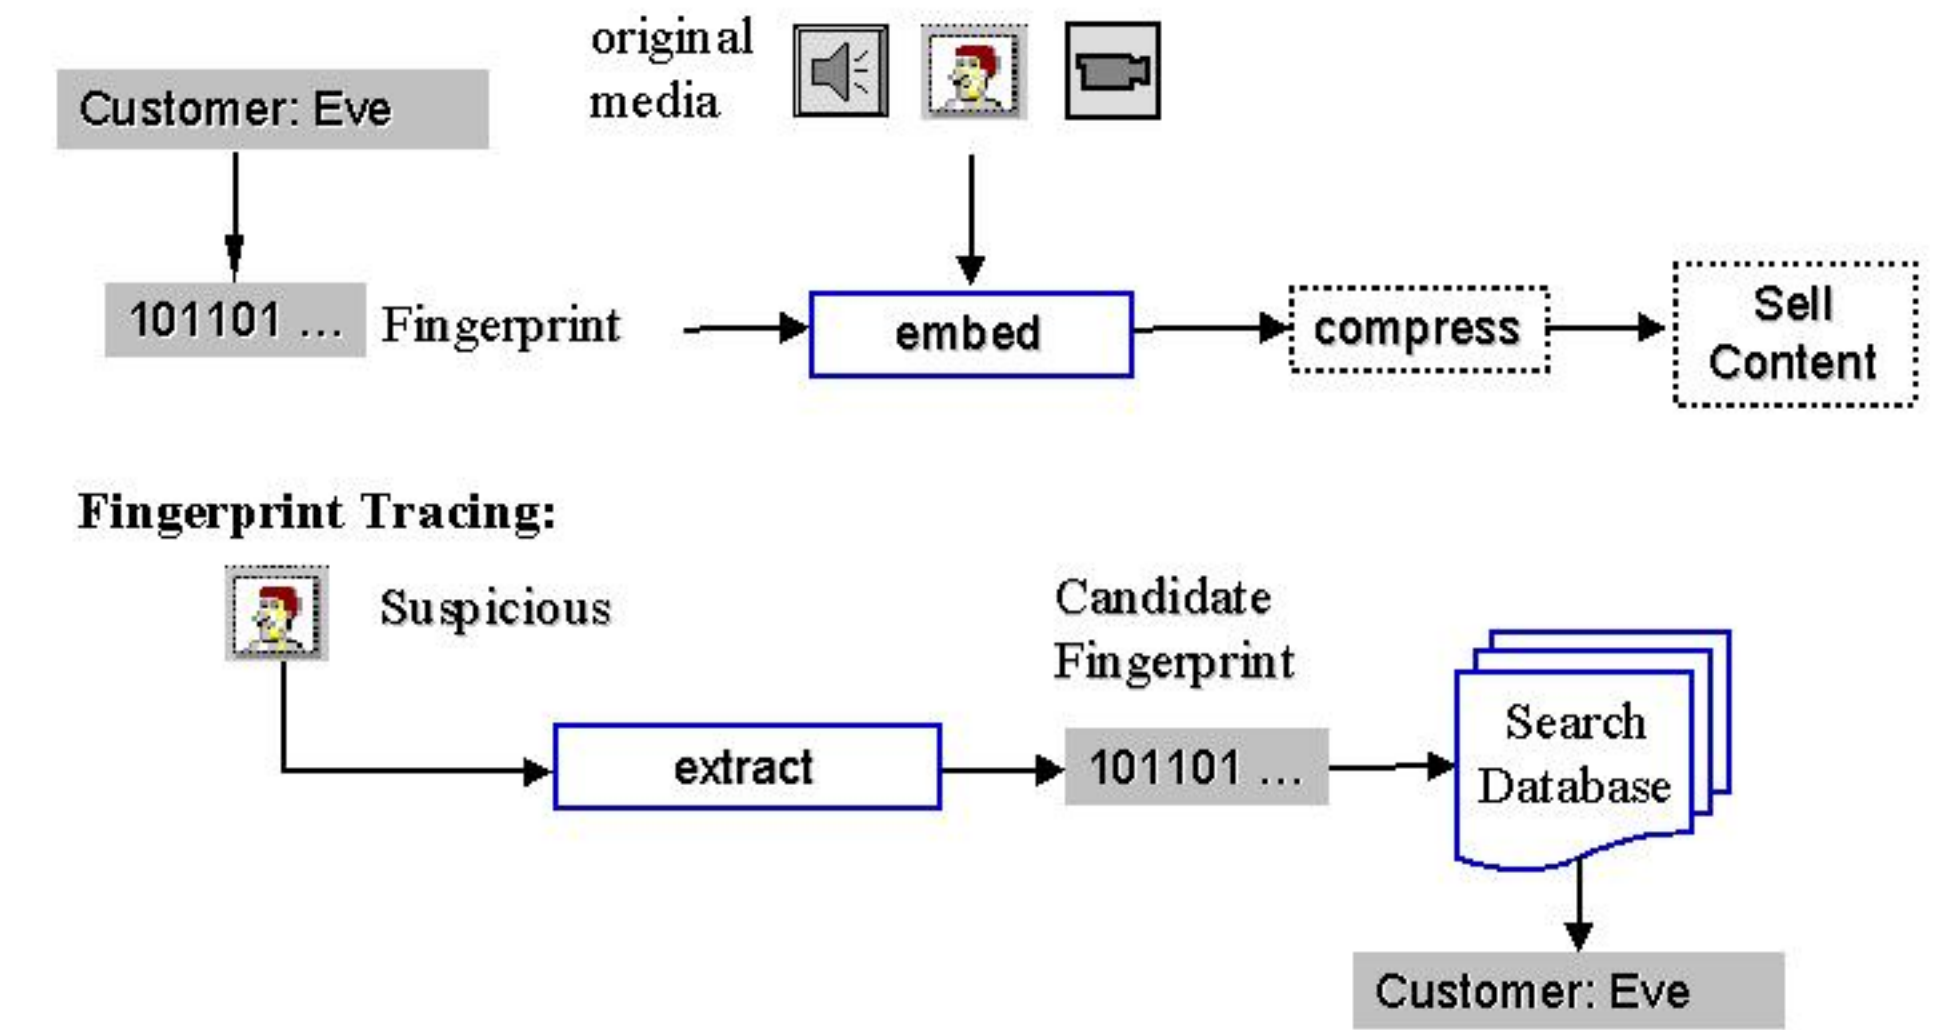 original
media
Customer: Eve
101101 ... Fingerprint
embed
compress
Sell
Content
Fingerprint Tracing:
Suspicious
Candidate
Fingerprint
extract
101101 ...
Search
Database
Customer: Eve